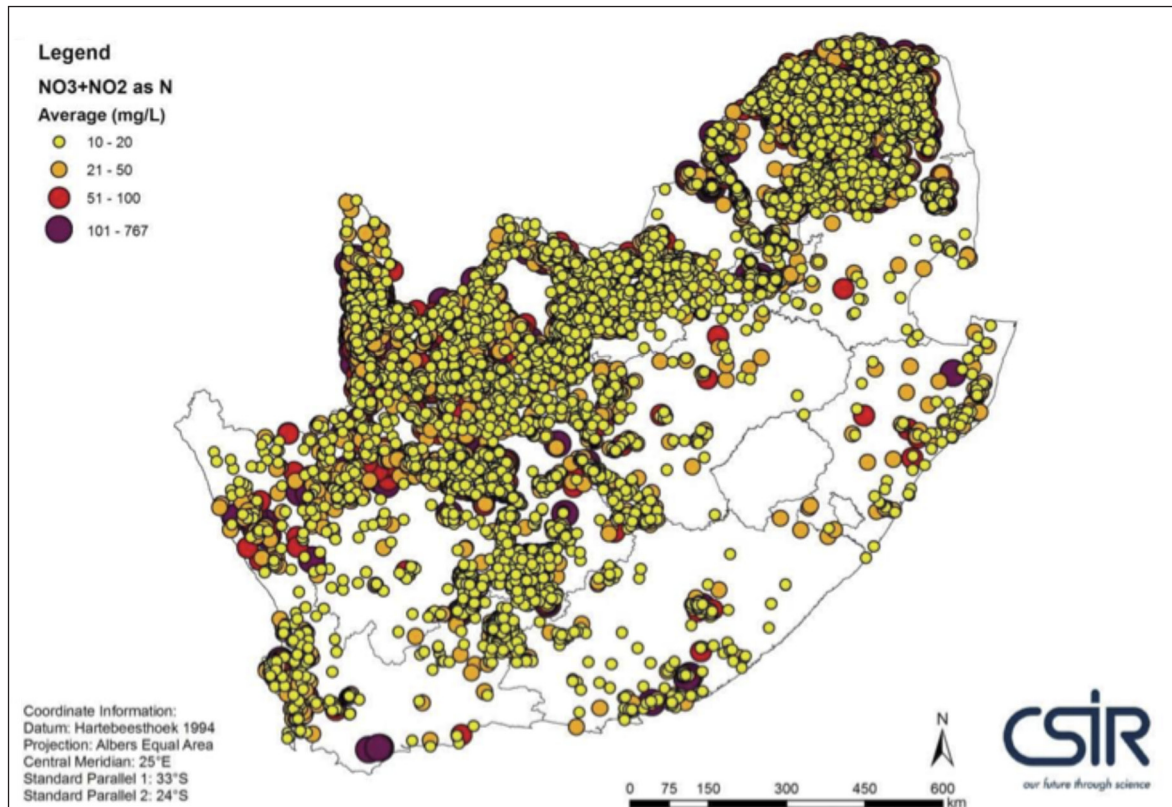 Legend
NO3+NO2 as N
Average (mg/L)
10 - 20
21 - 50
51 - 100
101 - 767
Coordinate Information:
Datum: Hartebeesthoek 1994
Projection: Albers Equal Area
Central Meridian: 25°E
Standard Parallel 1: 33°S
Standard Parallel 2: 24°S
N
0 75 150 300 450 600
km
CSIR
our future through science